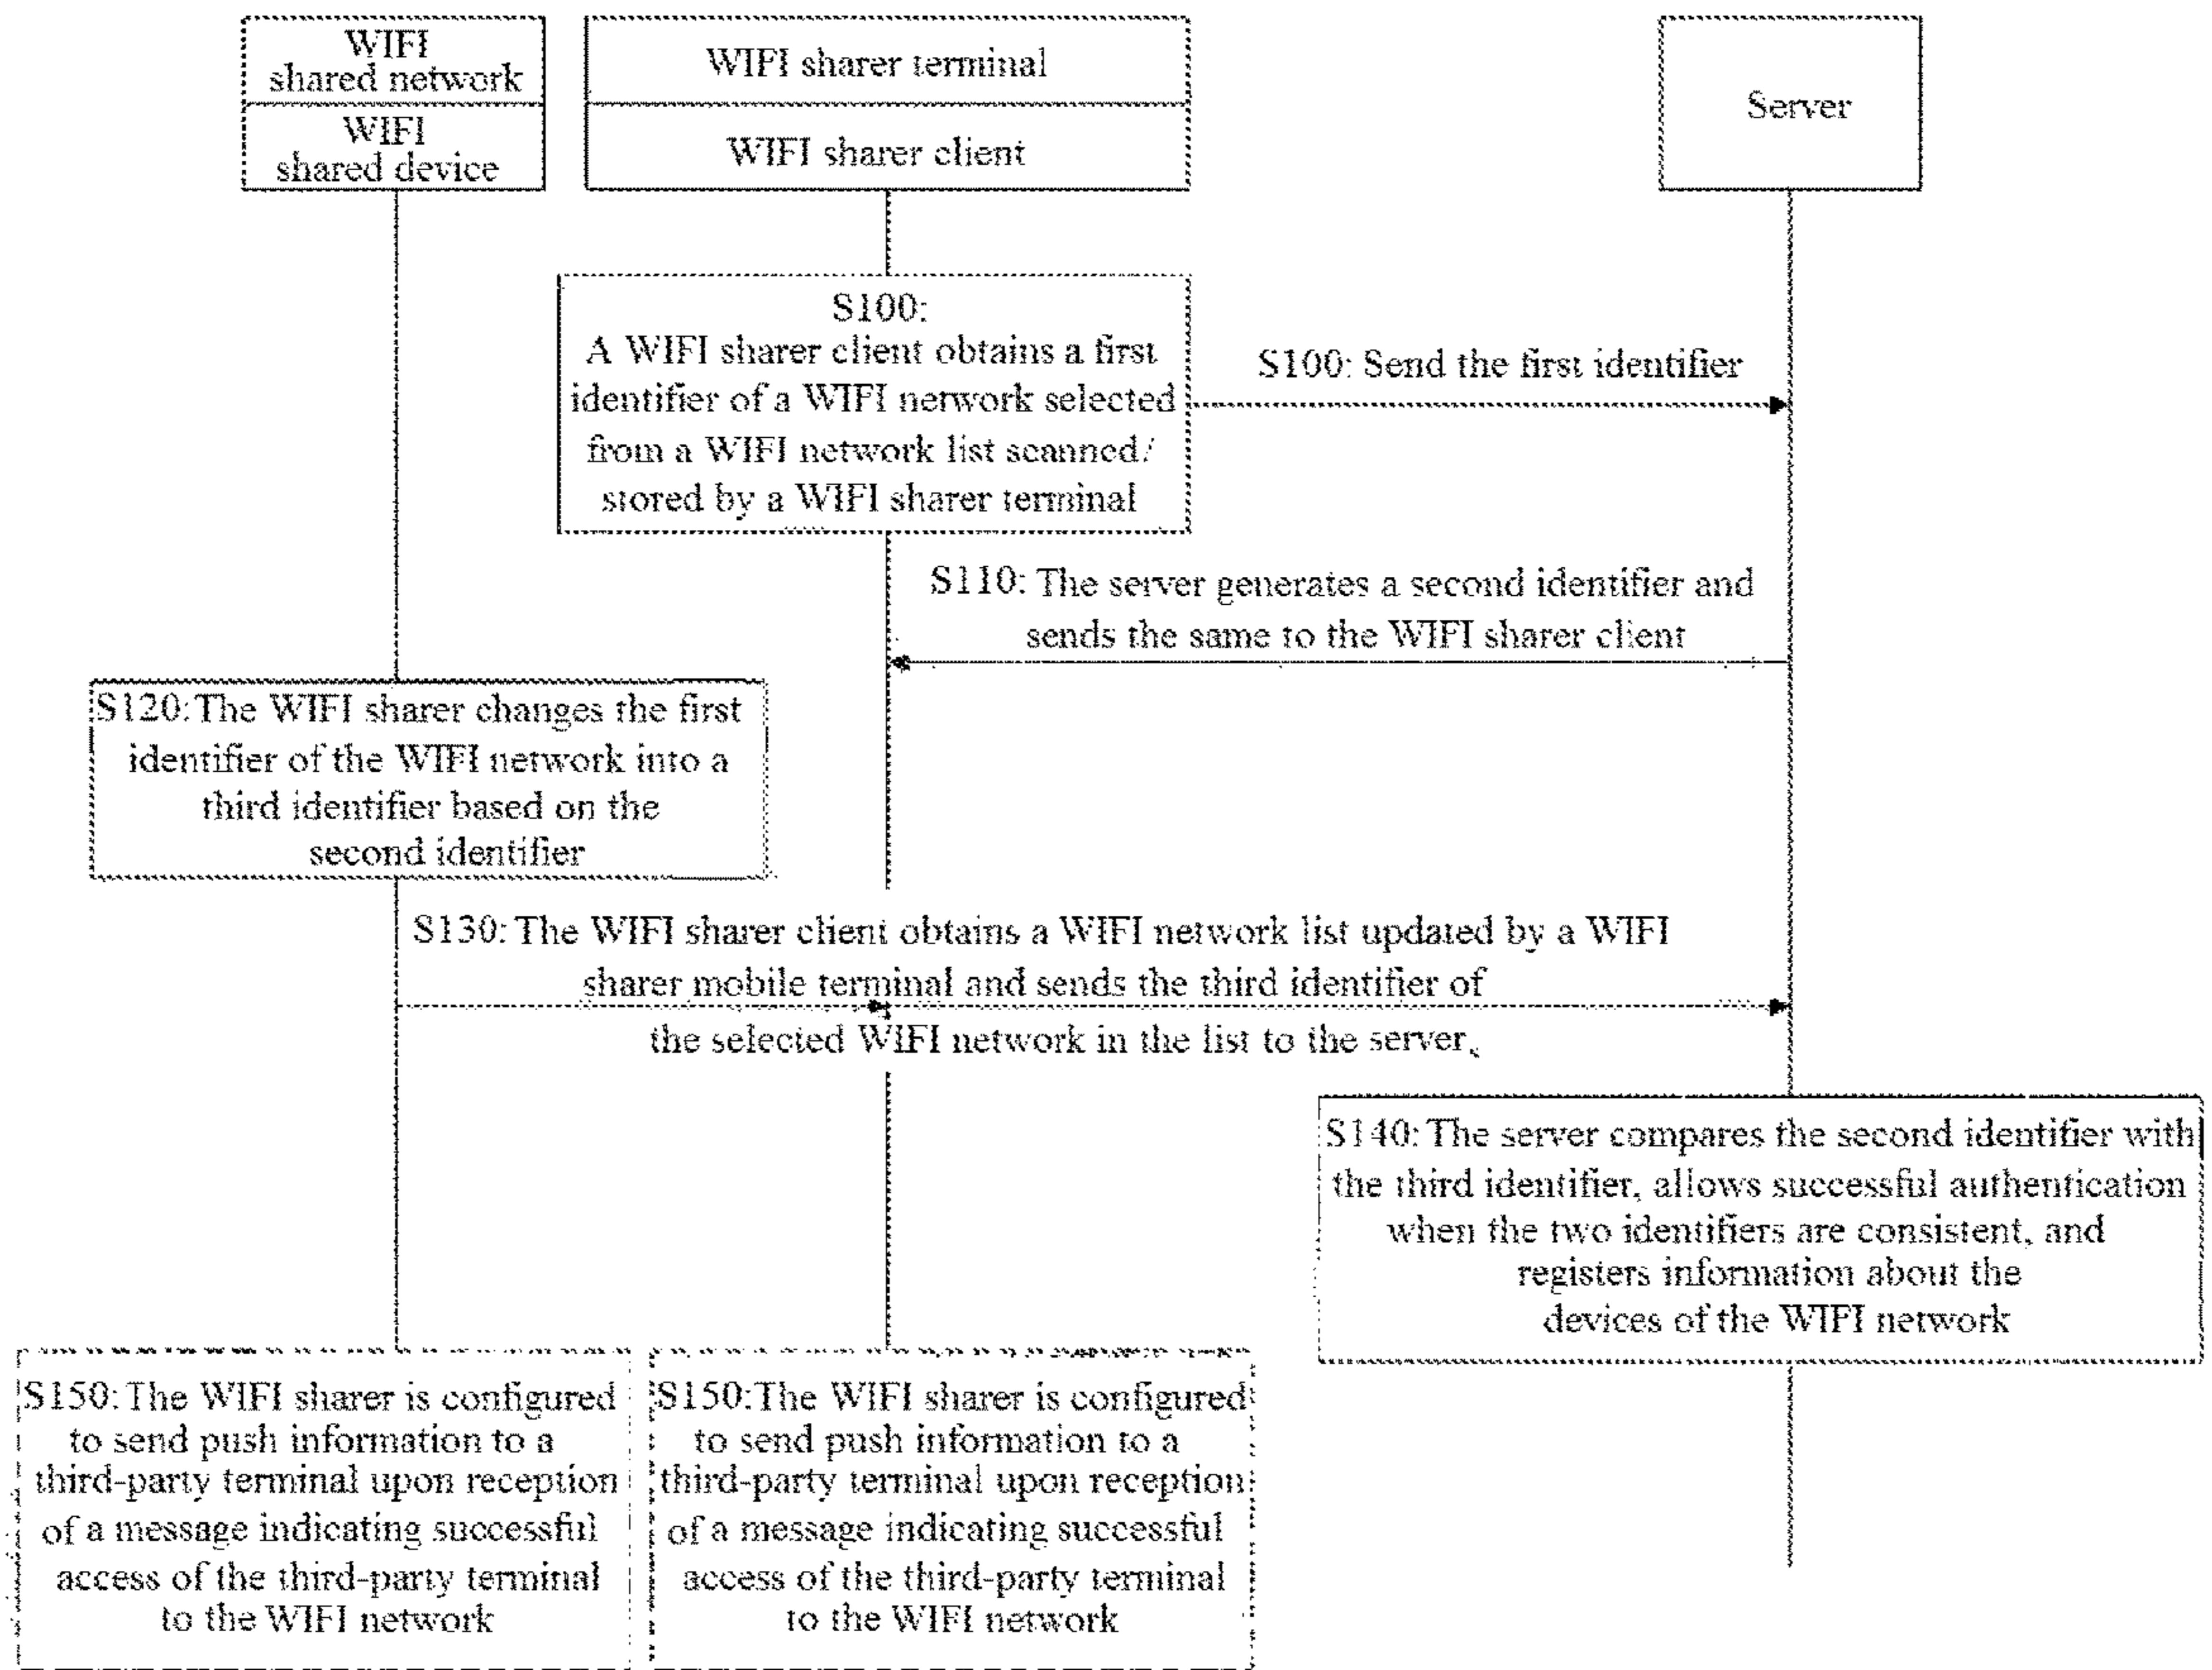 WIFI
shared network
WIFI
shared device
WIFI sharer terminal
WIFI sharer client
Server
S100:
A WIFI sharer client obtains a first
identifier of a WIFI network selected
from a WIFI network list scanned/
stored by a WIFI sharer terminal
S100: Send the first identifier
S110: The server generates a second identifier and
sends the same to the WIFI sharer client
S120: The WIFI sharer changes the first
identifier of the WIFI network into a
third identifier based on the
second identifier
S130: The WIFI sharer client obtains a WIFI network list updated by a WIFI
sharer mobile terminal and sends the third identifier of
the selected WIFI network in the list to the server.
S140: The server compares the second identifier with
the third identifier, allows successful authentication
when the two identifiers are consistent, and
registers information about the
devices of the WIFI network
S150: The WIFI sharer is configured
to send push information to a
third-party terminal upon reception
of a message indicating successful
access of the third-party terminal
to the WIFI network
S150: The WIFI sharer is configured
to send push information to a
third-party terminal upon reception
of a message indicating successful
access of the third-party terminal
to the WIFI network